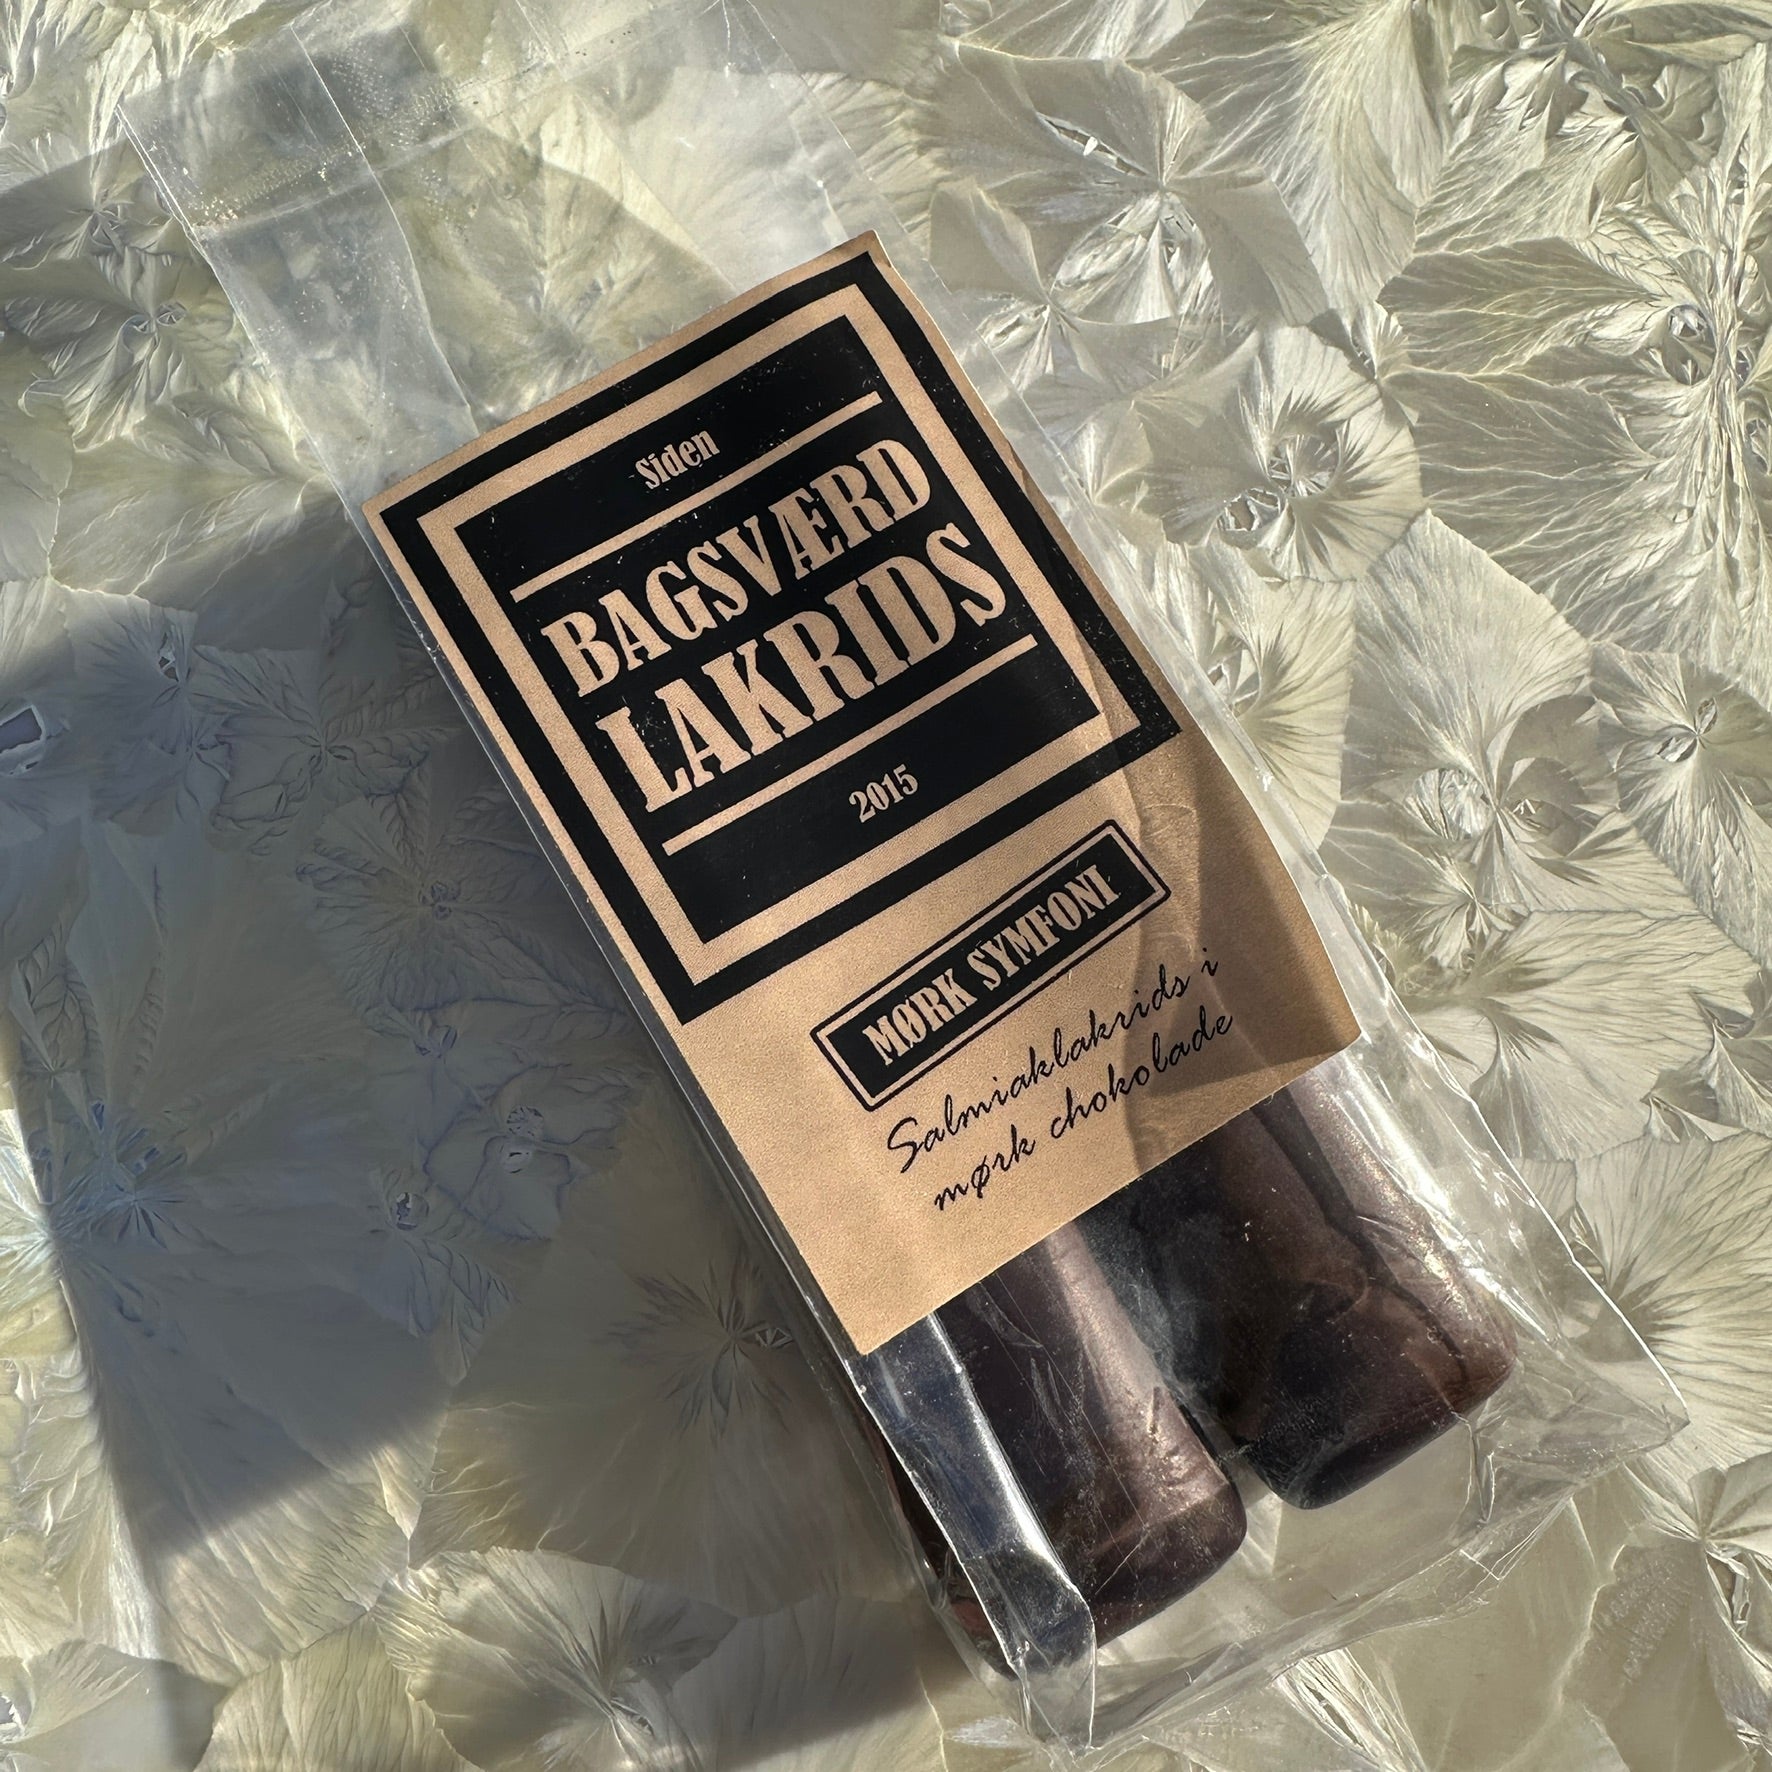 Siden
BAGSVÆRD
LAKRIDS
2015
MØRK SYMFONI
Salmiaklakrids i
mørk chokolade